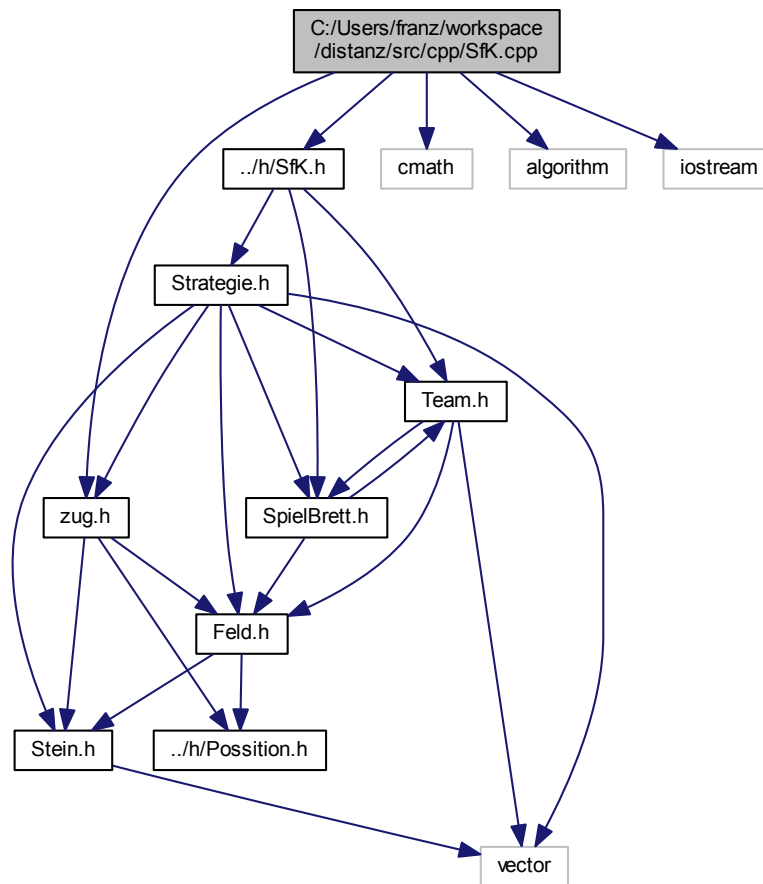 C:/Users/franz/workspace
/distanz/src/cpp/SfK.cpp
../h/SfK.h
cmath
algorithm
iostream
Strategie.h
Team.h
zug.h
SpielBrett.h
Feld.h
Stein.h
../h/Possition.h
vector